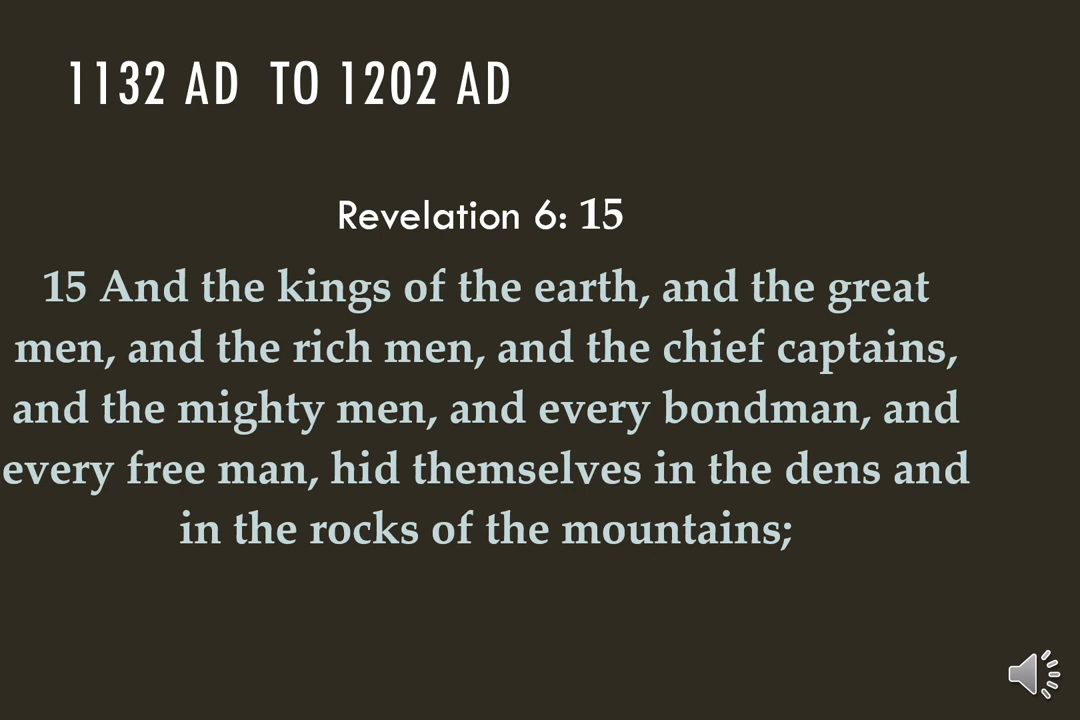 1132 AD  TO 1202 AD
Revelation 6: 15
15 And the kings of the earth, and the great
men, and the rich men, and the chief captains,
and the mighty men, and every bondman, and
every free man, hid themselves in the dens and
in the rocks of the mountains;